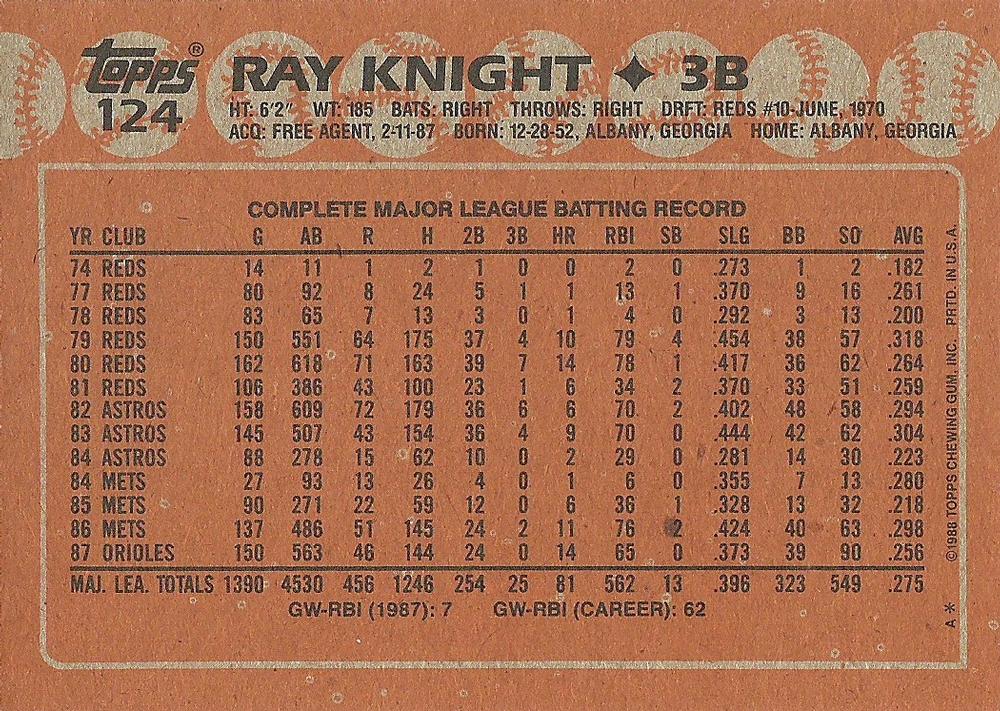 Topps®
124
RAY KNIGHT ✦ 3B
HT: 6'2" WT: 185 BATS: RIGHT THROWS: RIGHT DRFT: REDS #10-JUNE, 1970
ACQ: FREE AGENT, 2-11-87 BORN: 12-28-52, ALBANY, GEORGIA HOME: ALBANY, GEORGIA
COMPLETE MAJOR LEAGUE BATTING RECORD
YR CLUB G AB R H 2B 3B HR RBI SB SLG BB SO AVG
74 REDS 14 11 1 2 1 0 0 2 0 .273 1 2 .182
77 REDS 80 92 8 24 5 1 1 13 1 .370 9 16 .261
78 REDS 83 65 7 13 3 0 1 4 0 .292 3 13 .200
79 REDS 150 551 64 175 37 4 10 79 4 .454 38 57 .318
80 REDS 162 618 71 163 39 7 14 78 1 .417 36 62 .264
81 REDS 106 386 43 100 23 1 6 34 2 .370 33 51 .259
82 ASTROS 158 609 72 179 36 6 6 70 2 .402 48 58 .294
83 ASTROS 145 507 43 154 36 4 9 70 0 .444 42 62 .304
84 ASTROS 88 278 15 62 10 0 2 29 0 .281 14 30 .223
84 METS 27 93 13 26 4 0 1 6 0 .355 7 13 .280
85 METS 90 271 22 59 12 0 6 36 1 .328 13 32 .218
86 METS 137 486 51 145 24 2 11 76 2 .424 40 63 .298
87 ORIOLES 150 563 46 144 24 0 14 65 0 .373 39 90 .256
MAJ. LEA. TOTALS 1390 4530 456 1246 254 25 81 562 13 .396 323 549 .275
GW-RBI (1987): 7 GW-RBI (CAREER): 62
A * ©1988 TOPPS CHEWING GUM, INC. PRTD. IN U.S.A.